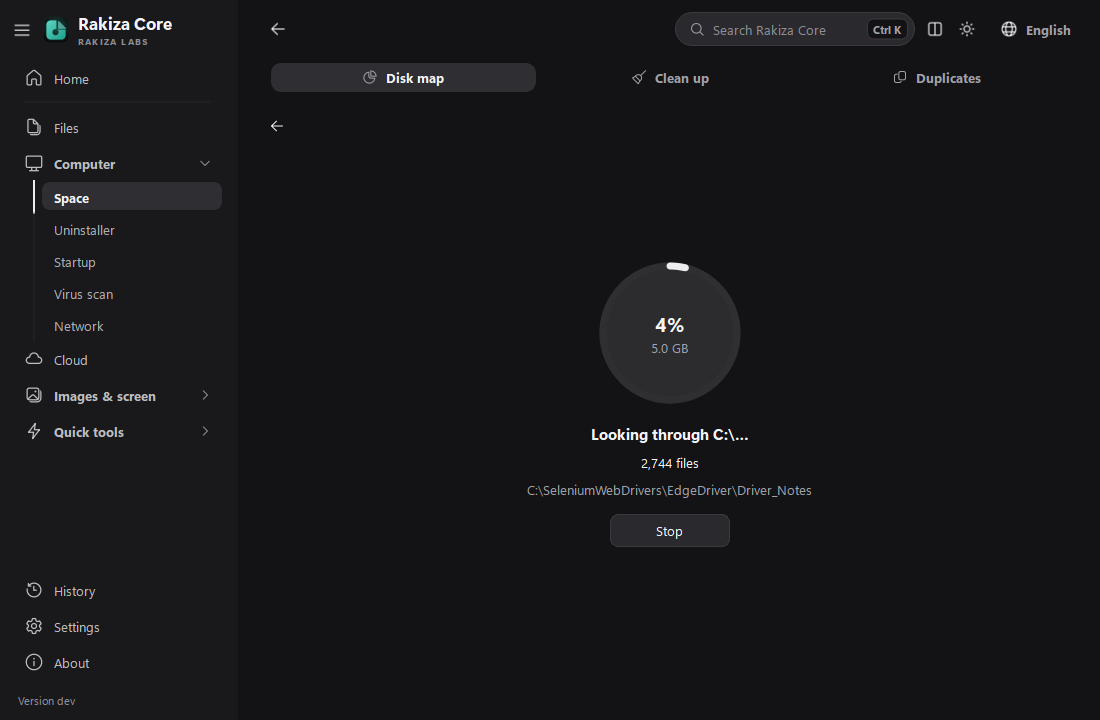 Rakiza Core
RAKIZA LABS
Search Rakiza Core
Ctrl K
English
Home
Files
Computer
Space
Uninstaller
Startup
Virus scan
Network
Cloud
Images & screen
Quick tools
History
Settings
About
Version dev
Disk map
Clean up
Duplicates
4%
5.0 GB
Looking through C:\...
2,744 files
C:\SeleniumWebDrivers\EdgeDriver\Driver_Notes
Stop